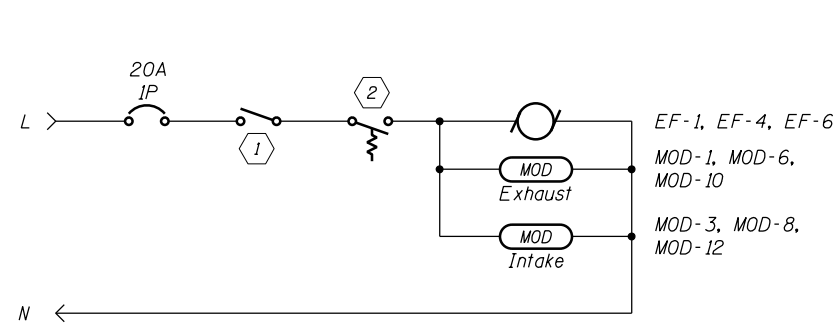 20A
1P
2
L
1
EF-1, EF-4, EF-6
MOD
MOD-1, MOD-6,
MOD-10
Exhaust
MOD
MOD-3, MOD-8,
MOD-12
Intake
N